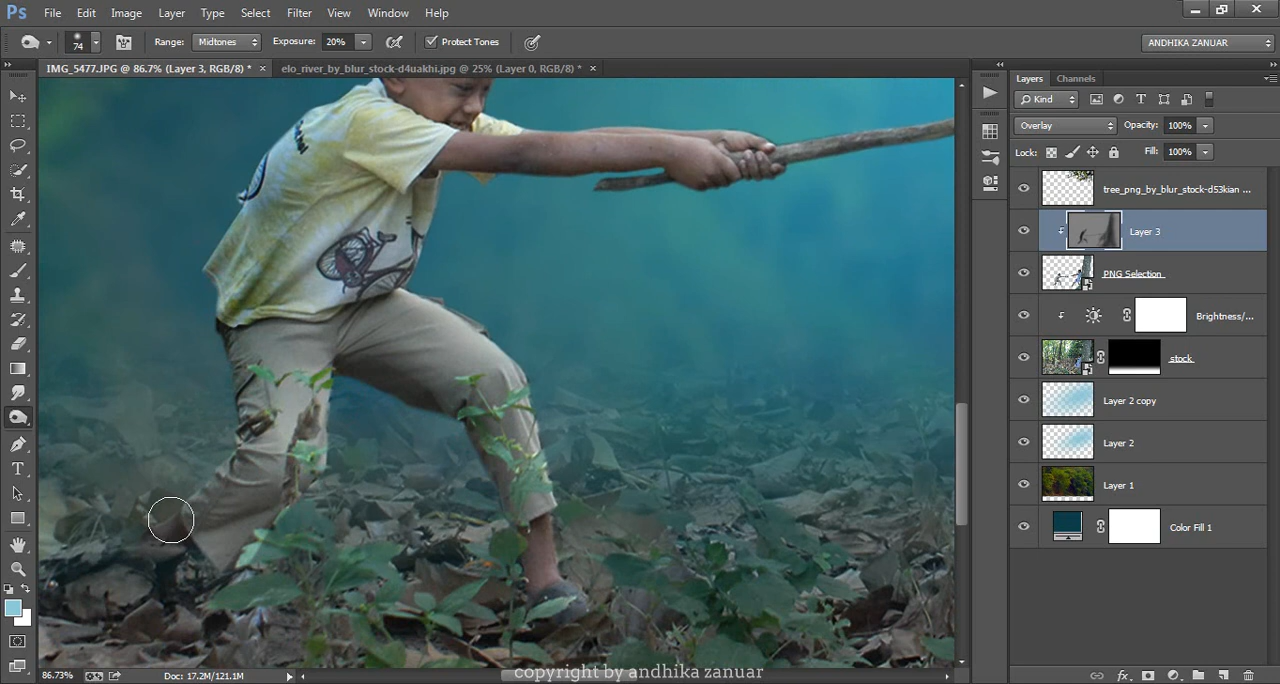 Ps File Edit Image Layer Type Select Filter View Window Help
74 Range: Midtones Exposure: 20% Protect Tones ANDHIKA ZANUAR
IMG_5477.JPG @ 86.7% (Layer 3, RGB/8) * × elo_river_by_blur_stock-d4uakhi.jpg @ 25% (Layer 0, RGB/8) * ×
Layers Channels
Kind
Overlay Opacity: 100%
Lock: Fill: 100%
tree_png_by_blur_stock-d53kian ...
Layer 3
PNG Selection
Brightness/...
stock
Layer 2 copy
Layer 2
Layer 1
Color Fill 1
86.73% Doc: 17.2M/121.1M
copyright by andhika zanuar